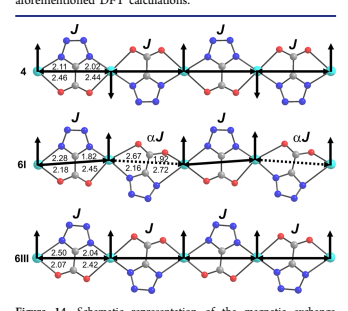 aforementioned DFT calculations.
J J J J
4 2.11 2.02
2.46 2.44
J αJ J αJ
6I 2.28 1.82 2.67 1.92
2.18 2.45 2.16 2.72
J J J J
6III 2.50 2.04
2.07 2.42
Figure 14. Schematic representation of the magnetic exchange